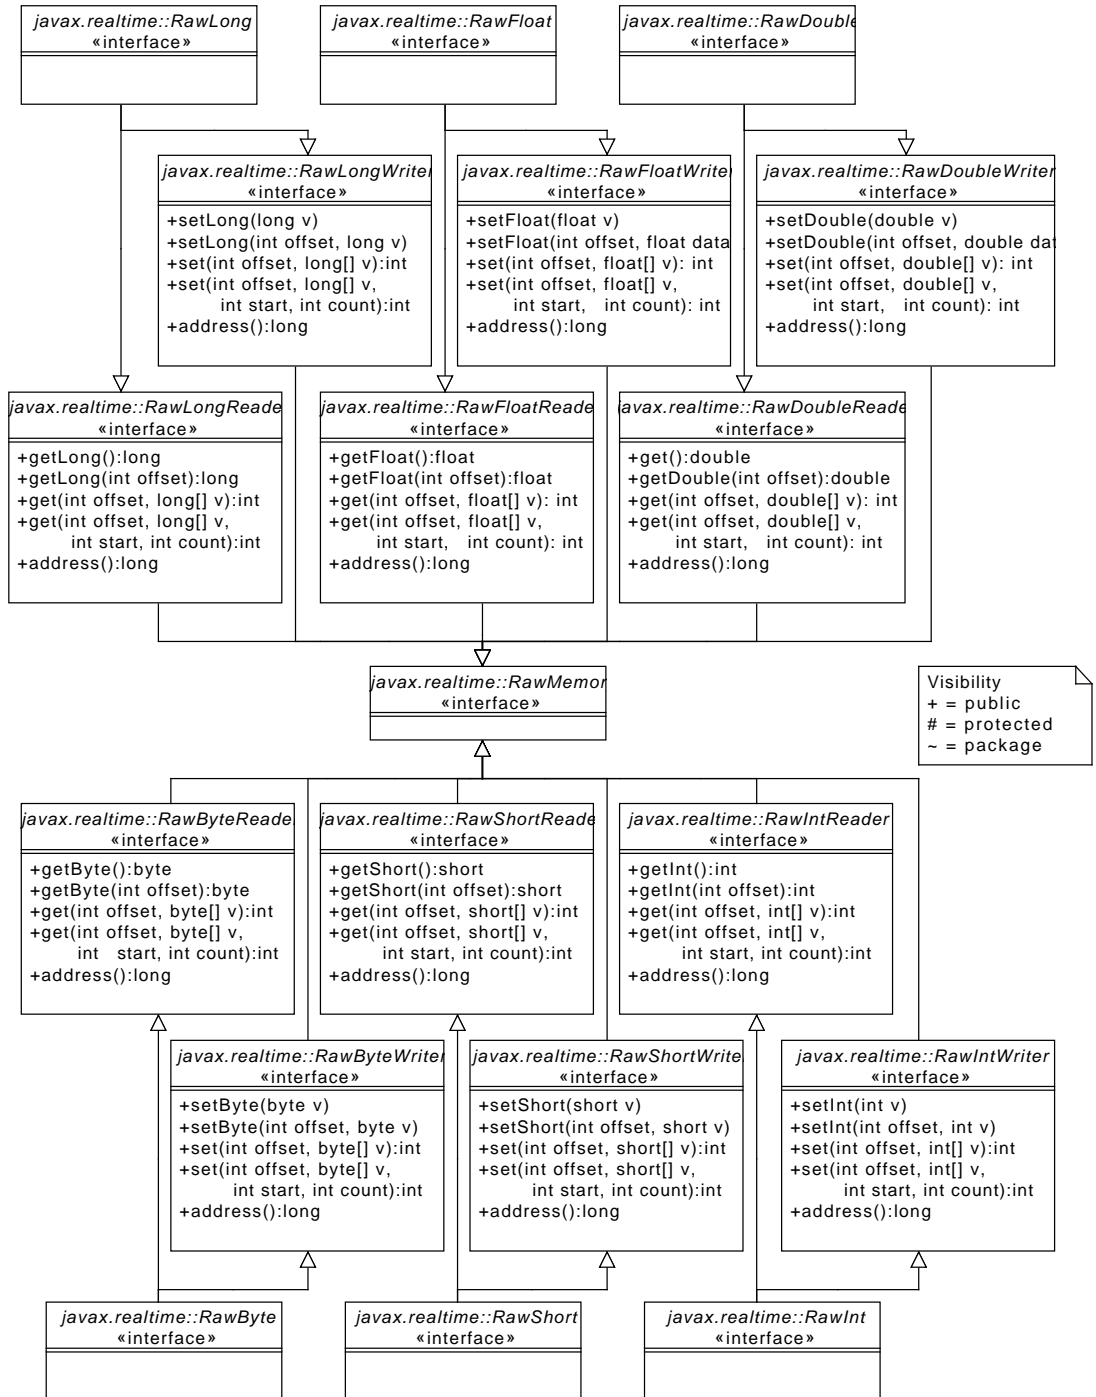 javax.realtime::RawLong
«interface»
javax.realtime::RawFloat
«interface»
javax.realtime::RawDouble
«interface»
javax.realtime::RawLongWriter
«interface»
+setLong(long v)
+setLong(int offset, long v)
+set(int offset, long[] v):int
+set(int offset, long[] v,
int start, int count):int
+address():long
javax.realtime::RawFloatWriter
«interface»
+setFloat(float v)
+setFloat(int offset, float data
+set(int offset, float[] v): int
+set(int offset, float[] v,
int start, int count): int
+address():long
javax.realtime::RawDoubleWriter
«interface»
+setDouble(double v)
+setDouble(int offset, double dat
+set(int offset, double[] v): int
+set(int offset, double[] v,
int start, int count): int
+address():long
javax.realtime::RawLongReade
«interface»
+getLong():long
+getLong(int offset):long
+get(int offset, long[] v):int
+get(int offset, long[] v,
int start, int count):int
+address():long
javax.realtime::RawFloatReade
«interface»
+getFloat():float
+getFloat(int offset):float
+get(int offset, float[] v): int
+get(int offset, float[] v,
int start, int count): int
+address():long
javax.realtime::RawDoubleReade
«interface»
+get():double
+getDouble(int offset):double
+get(int offset, double[] v): int
+get(int offset, double[] v,
int start, int count): int
+address():long
javax.realtime::RawMemor
«interface»
Visibility
+ = public
# = protected
~ = package
javax.realtime::RawByteReader
«interface»
+getByte():byte
+getByte(int offset):byte
+get(int offset, byte[] v):int
+get(int offset, byte[] v,
int start, int count):int
+address():long
javax.realtime::RawShortReade
«interface»
+getShort():short
+getShort(int offset):short
+get(int offset, short[] v):int
+get(int offset, short[] v,
int start, int count):int
+address():long
javax.realtime::RawIntReader
«interface»
+getInt():int
+getInt(int offset):int
+get(int offset, int[] v):int
+get(int offset, int[] v,
int start, int count):int
+address():long
javax.realtime::RawByteWriter
«interface»
+setByte(byte v)
+setByte(int offset, byte v)
+set(int offset, byte[] v):int
+set(int offset, byte[] v,
int start, int count):int
+address():long
javax.realtime::RawShortWriter
«interface»
+setShort(short v)
+setShort(int offset, short v)
+set(int offset, short[] v):int
+set(int offset, short[] v,
int start, int count):int
+address():long
javax.realtime::RawIntWriter
«interface»
+setInt(int v)
+setInt(int offset, int v)
+set(int offset, int[] v):int
+set(int offset, int[] v,
int start, int count):int
+address():long
javax.realtime::RawByte
«interface»
javax.realtime::RawShort
«interface»
javax.realtime::RawInt
«interface»